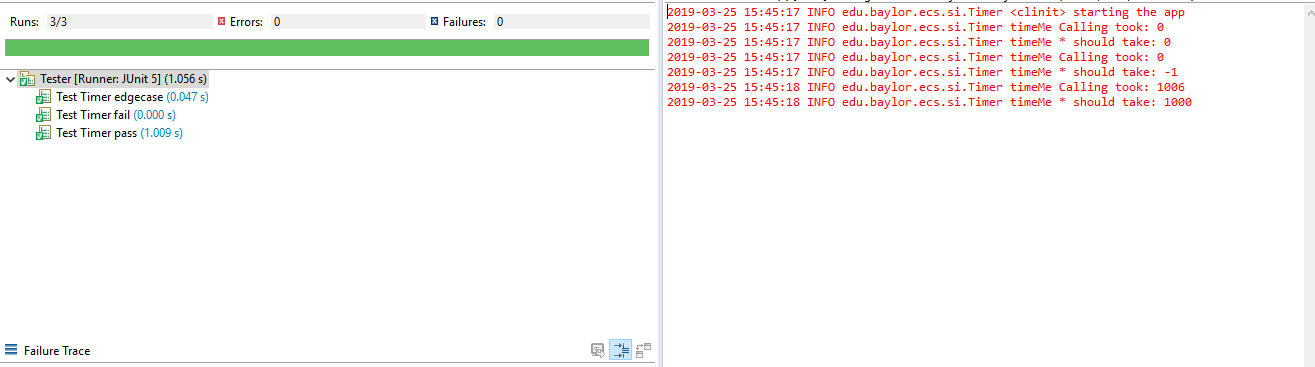 Runs: 3/3 Errors: 0 Failures: 0
Tester [Runner: JUnit 5] (1.056 s)
Test Timer edgecase (0.047 s)
Test Timer fail (0.000 s)
Test Timer pass (1.009 s)
Failure Trace
2019-03-25 15:45:17 INFO edu.baylor.ecs.si.Timer <clinit> starting the app
2019-03-25 15:45:17 INFO edu.baylor.ecs.si.Timer timeMe Calling took: 0
2019-03-25 15:45:17 INFO edu.baylor.ecs.si.Timer timeMe * should take: 0
2019-03-25 15:45:17 INFO edu.baylor.ecs.si.Timer timeMe Calling took: 0
2019-03-25 15:45:17 INFO edu.baylor.ecs.si.Timer timeMe * should take: -1
2019-03-25 15:45:18 INFO edu.baylor.ecs.si.Timer timeMe Calling took: 1006
2019-03-25 15:45:18 INFO edu.baylor.ecs.si.Timer timeMe * should take: 1000